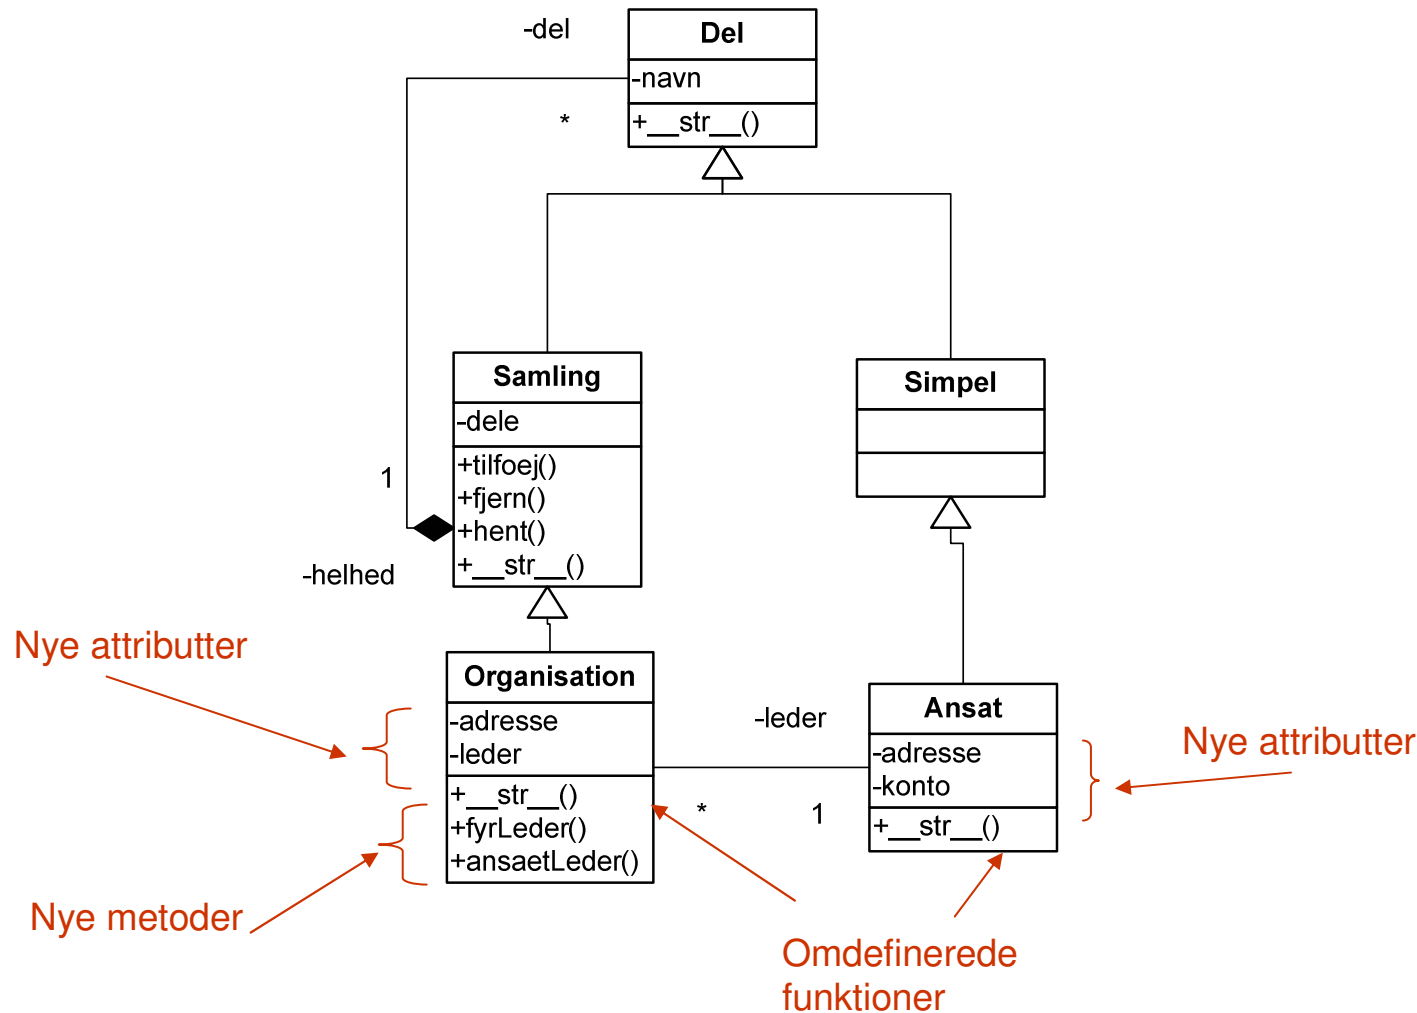 -del
Del
-navn
*
+__str__()
Samling
-dele
+tilfoej()
+fjern()
+hent()
+__str__()
1
-helhed
Simpel
Nye attributter
Organisation
-adresse
-leder
+__str__()
+fyrLeder()
+ansaetLeder()
-leder
*
1
Ansat
-adresse
-konto
+__str__()
Nye attributter
Nye metoder
Omdefinerede
funktioner